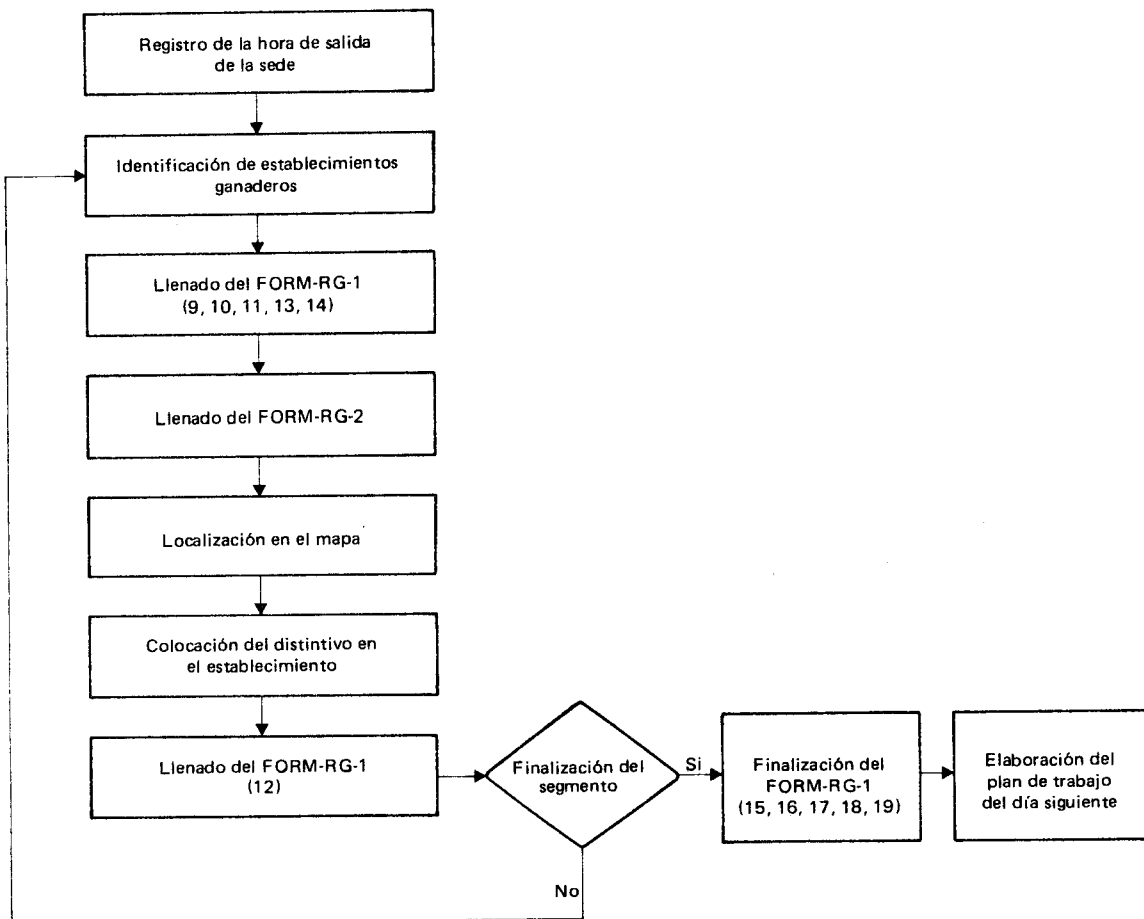 Registro de la hora de salida
de la sede
Identificación de establecimientos
ganaderos
Llenado del FORM-RG-1
(9, 10, 11, 13, 14)
Llenado del FORM-RG-2
Localización en el mapa
Colocación del distintivo en
el establecimiento
Llenado del FORM-RG-1
(12)
Finalización del
segmento
Si
No
Finalización del
FORM-RG-1
(15, 16, 17, 18, 19)
Elaboración del
plan de trabajo
del día siguiente